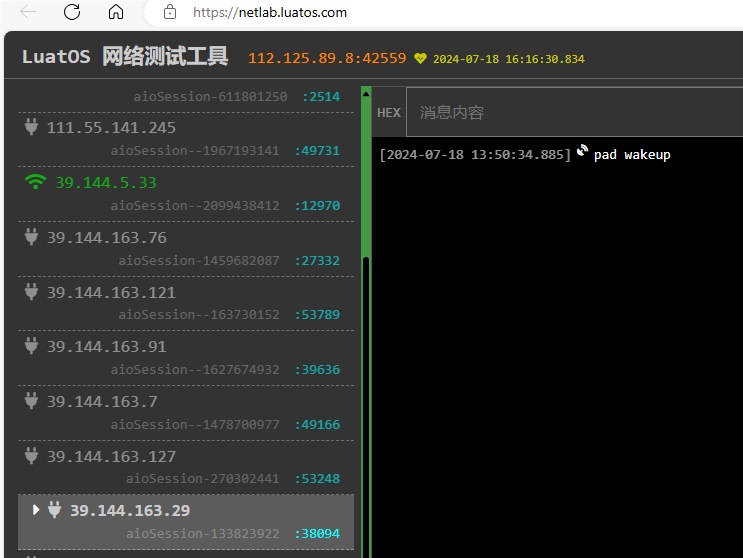 https://netlab.luatos.com
LuatOS 网络测试工具 112.125.89.8:42559 2024-07-18 16:16:30.834
aioSession-611801250 :2514
111.55.141.245
aioSession--1967193141 :49731
39.144.5.33
aioSession--2099438412 :12970
39.144.163.76
aioSession-1459682087 :27332
39.144.163.121
aioSession--163730152 :53789
39.144.163.91
aioSession--1627674932 :39636
39.144.163.7
aioSession--1478700977 :49166
39.144.163.127
aioSession-270302441 :53248
39.144.163.29
aioSession-133823922 :38094
HEX 消息内容
[2024-07-18 13:50:34.885] pad wakeup